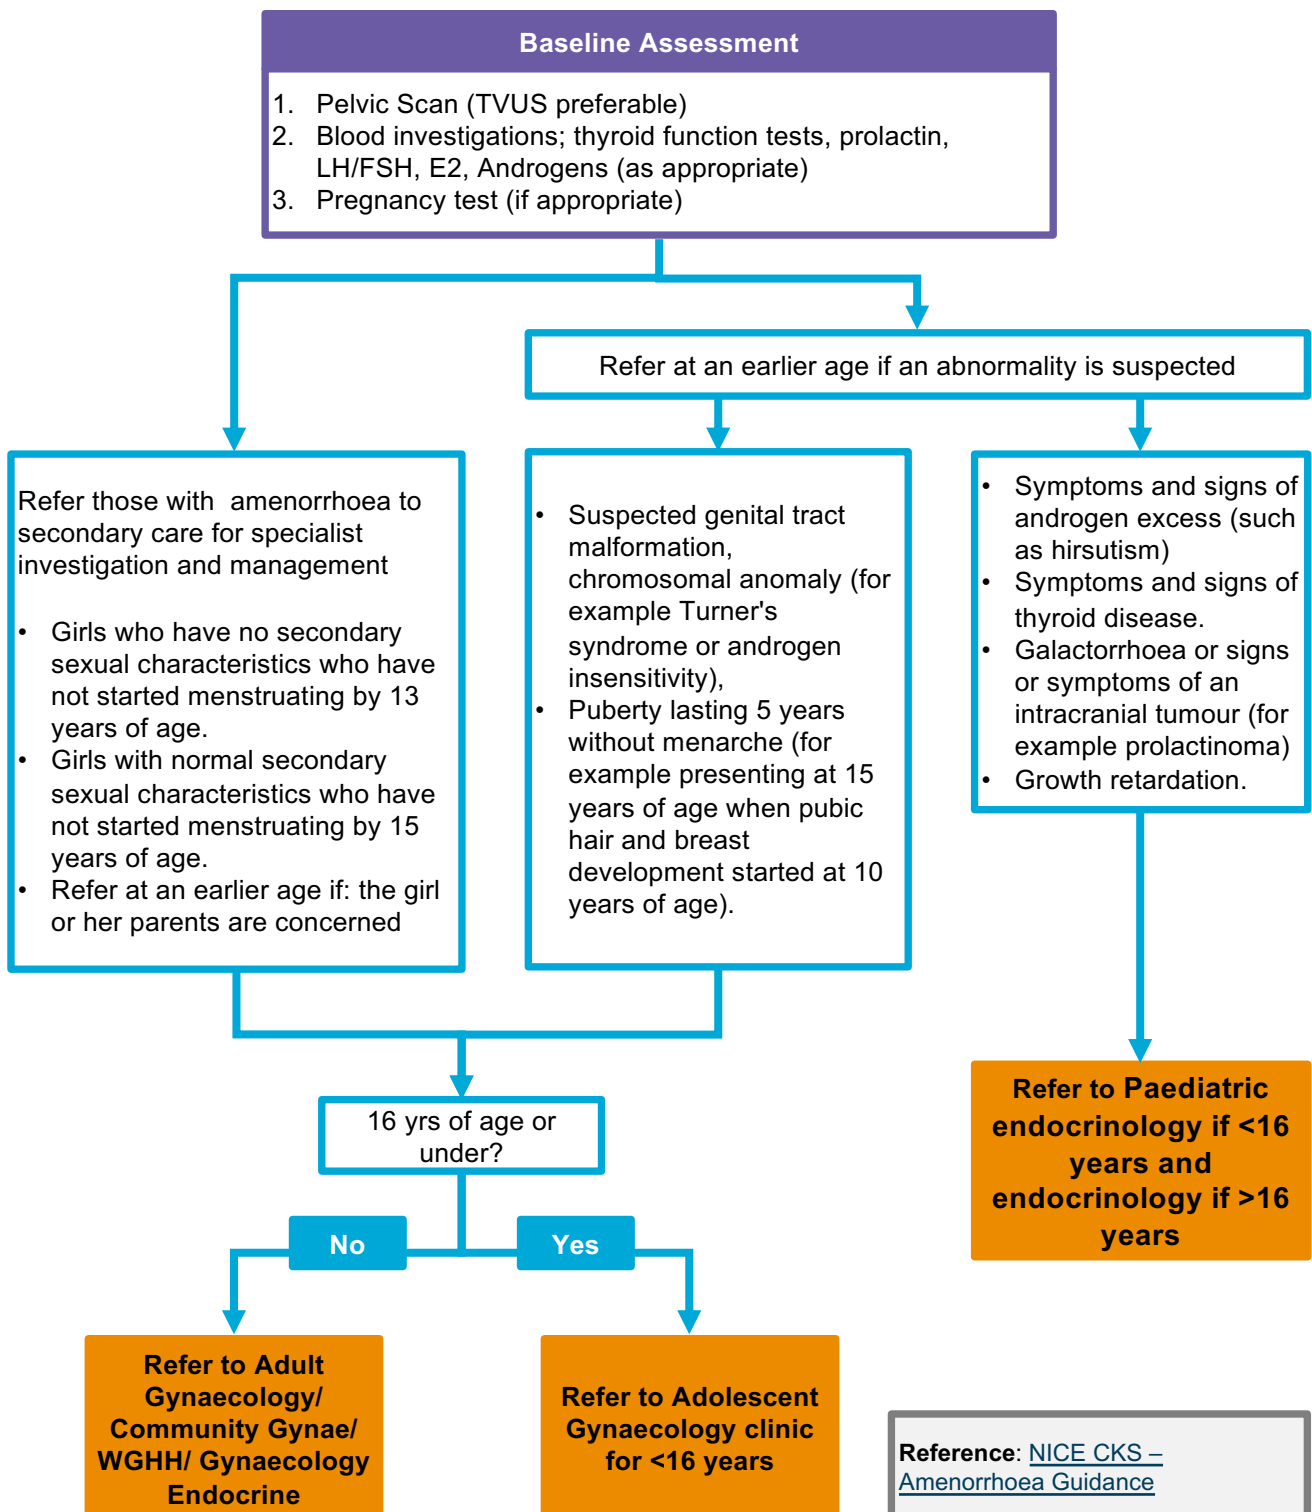 Baseline Assessment
1. Pelvic Scan (TVUS preferable)
2. Blood investigations; thyroid function tests, prolactin,
LH/FSH, E2, Androgens (as appropriate)
3. Pregnancy test (if appropriate)
Refer at an earlier age if an abnormality is suspected
Refer those with amenorrhoea to
secondary care for specialist
investigation and management
• Girls who have no secondary
sexual characteristics who have
not started menstruating by 13
years of age.
• Girls with normal secondary
sexual characteristics who have
not started menstruating by 15
years of age.
• Refer at an earlier age if: the girl
or her parents are concerned
• Suspected genital tract
malformation,
chromosomal anomaly (for
example Turner's
syndrome or androgen
insensitivity),
• Puberty lasting 5 years
without menarche (for
example presenting at 15
years of age when pubic
hair and breast
development started at 10
years of age).
• Symptoms and signs of
androgen excess (such
as hirsutism)
• Symptoms and signs of
thyroid disease.
• Galactorrhoea or signs
or symptoms of an
intracranial tumour (for
example prolactinoma)
• Growth retardation.
16 yrs of age or
under?
No
Yes
Refer to Paediatric
endocrinology if <16
years and
endocrinology if >16
years
Refer to Adult
Gynaecology/
Community Gynae/
WGHH/ Gynaecology
Endocrine
Refer to Adolescent
Gynaecology clinic
for <16 years
Reference: NICE CKS –
Amenorrhoea Guidance